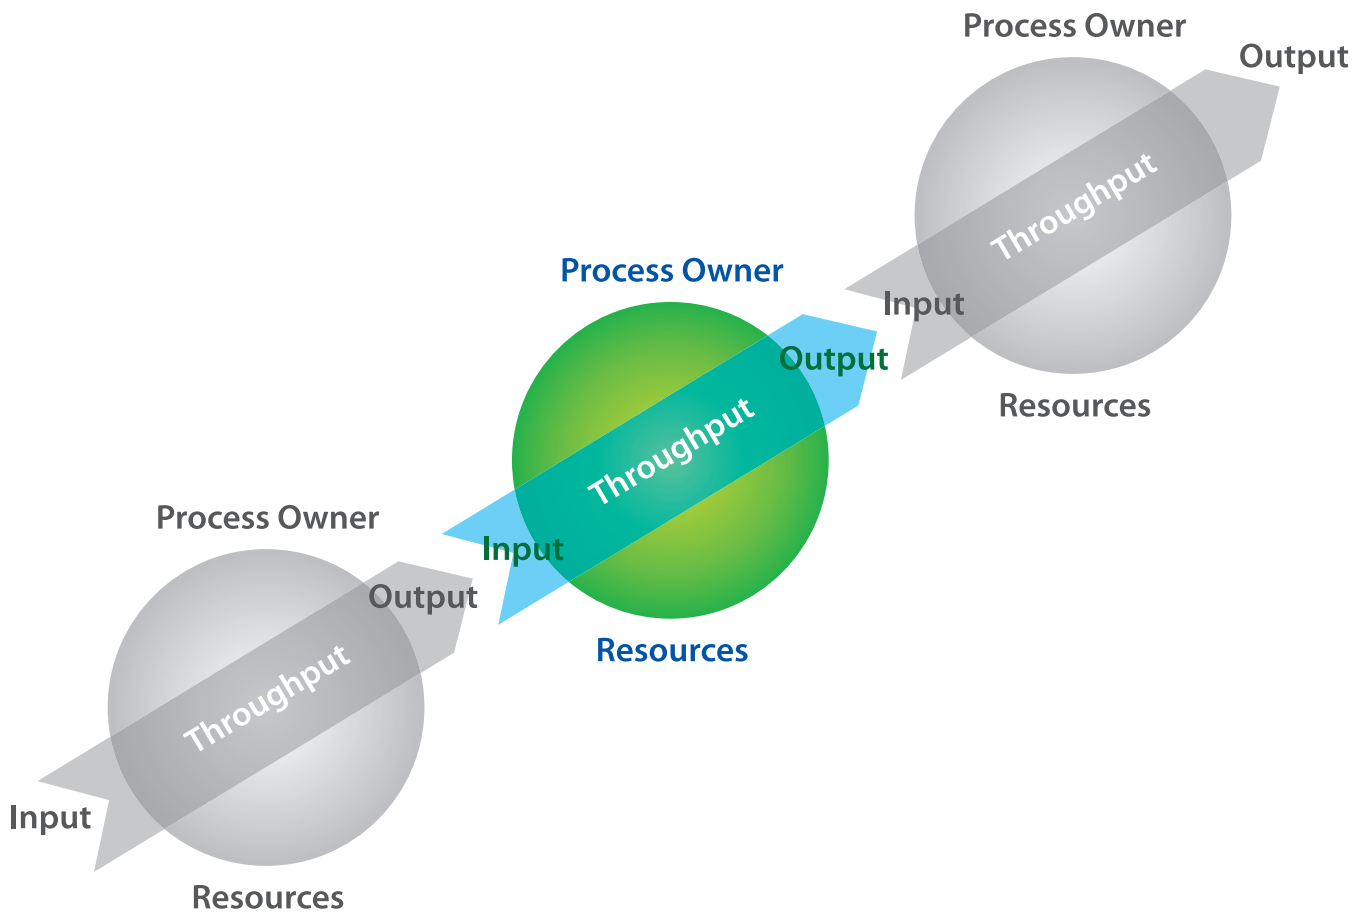 Process Owner
Output
Throughput
Input
Resources
Process Owner
Output
Throughput
Input
Resources
Process Owner
Output
Throughput
Input
Resources